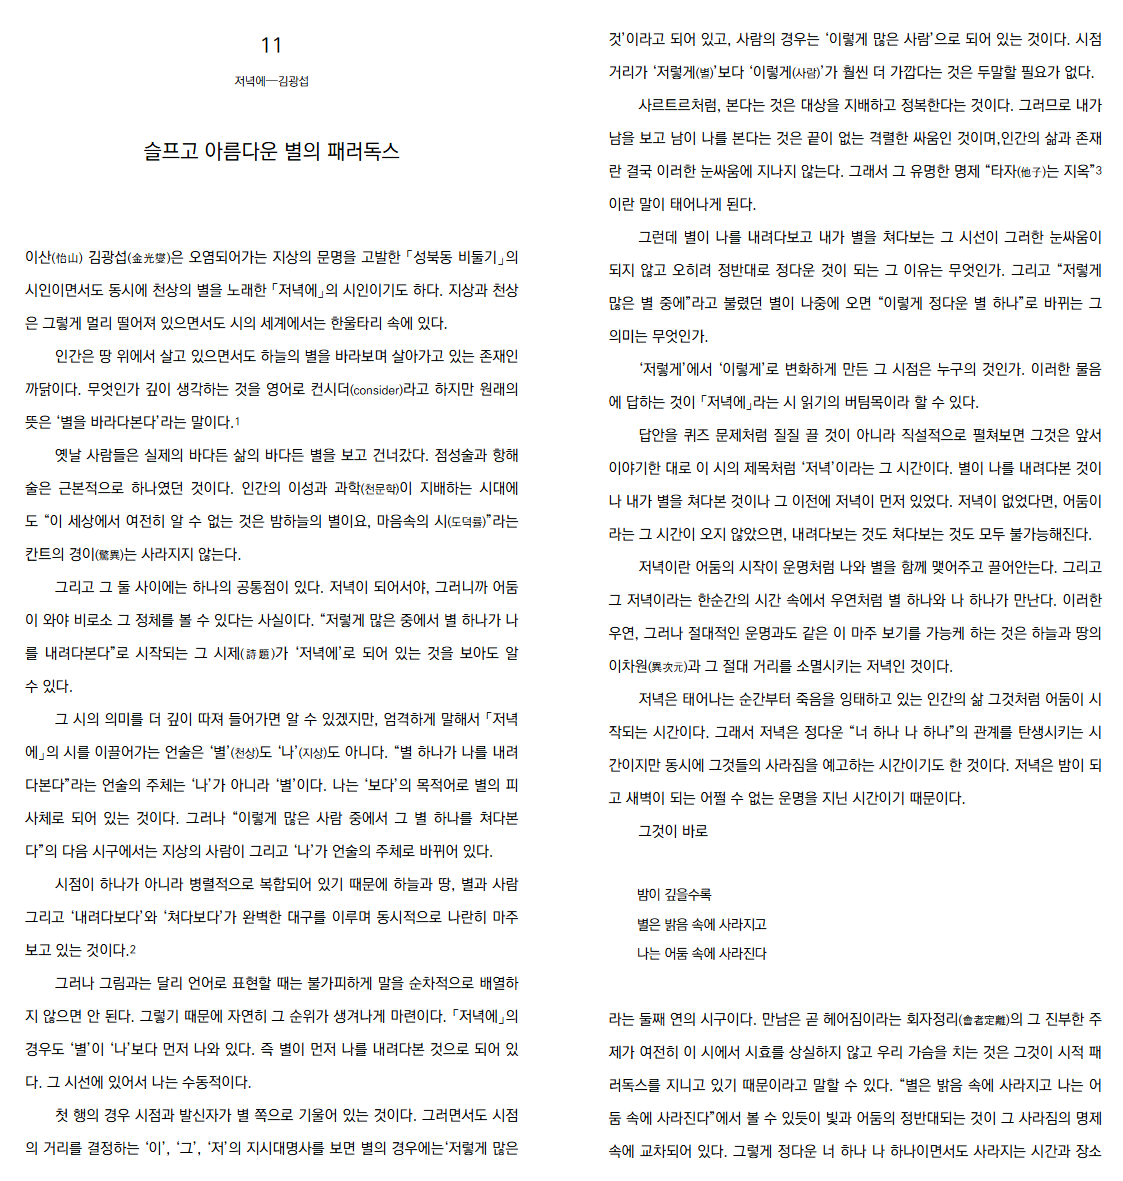 11
저녁에—김광섭
슬프고 아름다운 별의 패러독스
이산(怡山) 김광섭(金光燮)은 오염되어가는 지상의 문명을 고발한 「성북동 비둘기」의
시인이면서도 동시에 천상의 별을 노래한 「저녁에」의 시인이기도 하다. 지상과 천상
은 그렇게 멀리 떨어져 있으면서도 시의 세계에서는 한울타리 속에 있다.
인간은 땅 위에서 살고 있으면서도 하늘의 별을 바라보며 살아가고 있는 존재인
까닭이다. 무엇인가 깊이 생각하는 것을 영어로 컨시더(consider)라고 하지만 원래의
뜻은 ‘별을 바라다본다’라는 말이다.1
옛날 사람들은 실제의 바다든 삶의 바다든 별을 보고 건너갔다. 점성술과 항해
술은 근본적으로 하나였던 것이다. 인간의 이성과 과학(천문학)이 지배하는 시대에
도 “이 세상에서 여전히 알 수 없는 것은 밤하늘의 별이요, 마음속의 시(도덕률)”라는
칸트의 경이(驚異)는 사라지지 않는다.
그리고 그 둘 사이에는 하나의 공통점이 있다. 저녁이 되어서야, 그러니까 어둠
이 와야 비로소 그 정체를 볼 수 있다는 사실이다. “저렇게 많은 중에서 별 하나가 나
를 내려다본다”로 시작되는 그 시제(詩題)가 ‘저녁에’로 되어 있는 것을 보아도 알
수 있다.
그 시의 의미를 더 깊이 따져 들어가면 알 수 있겠지만, 엄격하게 말해서 「저녁
에」의 시를 이끌어가는 언술은 ‘별’(천상)도 ‘나’(지상)도 아니다. “별 하나가 나를 내려
다본다”라는 언술의 주체는 ‘나’가 아니라 ‘별’이다. 나는 ‘보다’의 목적어로 별의 피
사체로 되어 있는 것이다. 그러나 “이렇게 많은 사람 중에서 그 별 하나를 쳐다본
다”의 다음 시구에서는 지상의 사람이 그리고 ‘나’가 언술의 주체로 바뀌어 있다.
시점이 하나가 아니라 병렬적으로 복합되어 있기 때문에 하늘과 땅, 별과 사람
그리고 ‘내려다보다’와 ‘쳐다보다’가 완벽한 대구를 이루며 동시적으로 나란히 마주
보고 있는 것이다.2
그러나 그림과는 달리 언어로 표현할 때는 불가피하게 말을 순차적으로 배열하
지 않으면 안 된다. 그렇기 때문에 자연히 그 순위가 생겨나게 마련이다. 「저녁에」의
경우도 ‘별’이 ‘나’보다 먼저 나와 있다. 즉 별이 먼저 나를 내려다본 것으로 되어 있
다. 그 시선에 있어서 나는 수동적이다.
첫 행의 경우 시점과 발신자가 별 쪽으로 기울어 있는 것이다. 그러면서도 시점
의 거리를 결정하는 ‘이’, ‘그’, ‘저’의 지시대명사를 보면 별의 경우에는‘저렇게 많은
것’이라고 되어 있고, 사람의 경우는 ‘이렇게 많은 사람’으로 되어 있는 것이다. 시점
거리가 ‘저렇게(별)’보다 ‘이렇게(사람)’가 훨씬 더 가깝다는 것은 두말할 필요가 없다.
사르트르처럼, 본다는 것은 대상을 지배하고 정복한다는 것이다. 그러므로 내가
남을 보고 남이 나를 본다는 것은 끝이 없는 격렬한 싸움인 것이며,인간의 삶과 존재
란 결국 이러한 눈싸움에 지나지 않는다. 그래서 그 유명한 명제 “타자(他子)는 지옥”3
이란 말이 태어나게 된다.
그런데 별이 나를 내려다보고 내가 별을 쳐다보는 그 시선이 그러한 눈싸움이
되지 않고 오히려 정반대로 정다운 것이 되는 그 이유는 무엇인가. 그리고 “저렇게
많은 별 중에”라고 불렸던 별이 나중에 오면 “이렇게 정다운 별 하나”로 바뀌는 그
의미는 무엇인가.
‘저렇게’에서 ‘이렇게’로 변화하게 만든 그 시점은 누구의 것인가. 이러한 물음
에 답하는 것이 「저녁에」라는 시 읽기의 버팀목이라 할 수 있다.
답안을 퀴즈 문제처럼 질질 끌 것이 아니라 직설적으로 펼쳐보면 그것은 앞서
이야기한 대로 이 시의 제목처럼 ‘저녁’이라는 그 시간이다. 별이 나를 내려다본 것이
나 내가 별을 쳐다본 것이나 그 이전에 저녁이 먼저 있었다. 저녁이 없었다면, 어둠이
라는 그 시간이 오지 않았으면, 내려다보는 것도 쳐다보는 것도 모두 불가능해진다.
저녁이란 어둠의 시작이 운명처럼 나와 별을 함께 맺어주고 끌어안는다. 그리고
그 저녁이라는 한순간의 시간 속에서 우연처럼 별 하나와 나 하나가 만난다. 이러한
우연, 그러나 절대적인 운명과도 같은 이 마주 보기를 가능케 하는 것은 하늘과 땅의
이차원(異次元)과 그 절대 거리를 소멸시키는 저녁인 것이다.
저녁은 태어나는 순간부터 죽음을 잉태하고 있는 인간의 삶 그것처럼 어둠이 시
작되는 시간이다. 그래서 저녁은 정다운 “너 하나 나 하나”의 관계를 탄생시키는 시
간이지만 동시에 그것들의 사라짐을 예고하는 시간이기도 한 것이다. 저녁은 밤이 되
고 새벽이 되는 어쩔 수 없는 운명을 지닌 시간이기 때문이다.
그것이 바로
밤이 깊을수록
별은 밝음 속에 사라지고
나는 어둠 속에 사라진다
라는 둘째 연의 시구이다. 만남은 곧 헤어짐이라는 회자정리(會者定離)의 그 진부한 주
제가 여전히 이 시에서 시효를 상실하지 않고 우리 가슴을 치는 것은 그것이 시적 패
러독스를 지니고 있기 때문이라고 말할 수 있다. “별은 밝음 속에 사라지고 나는 어
둠 속에 사라진다”에서 볼 수 있듯이 빛과 어둠의 정반대되는 것이 그 사라짐의 명제
속에 교차되어 있다. 그렇게 정다운 너 하나 나 하나이면서도 사라지는 시간과 장소